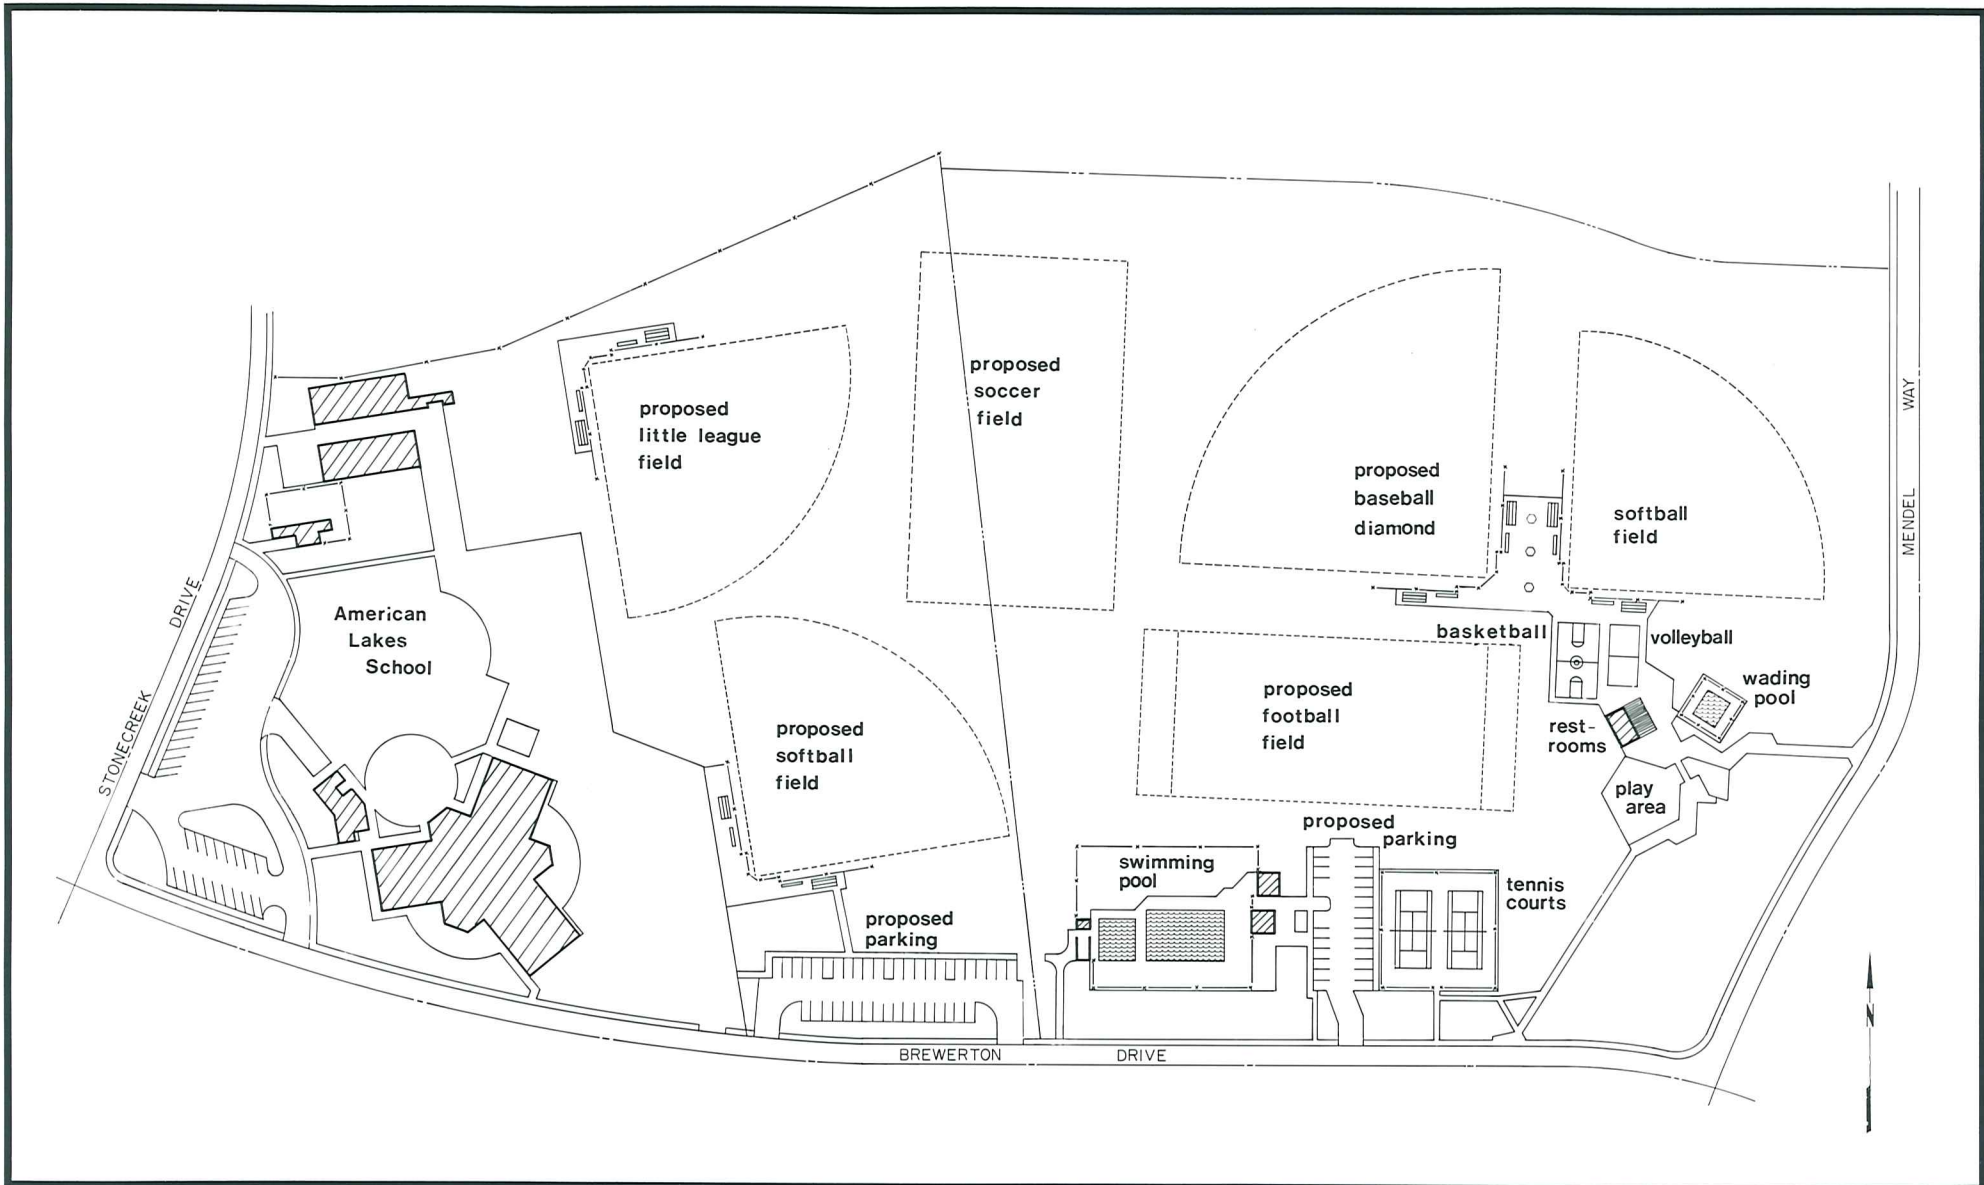 proposed
soccer
field
proposed
little league
field
proposed
baseball
diamond
softball
field
MENDEL WAY
American
Lakes
School
STONECREEK DRIVE
basketball
volleyball
wading
pool
proposed
softball
field
proposed
football
field
rest-
rooms
play
area
proposed
parking
swimming
pool
tennis
courts
proposed
parking
N
BREWERTON DRIVE